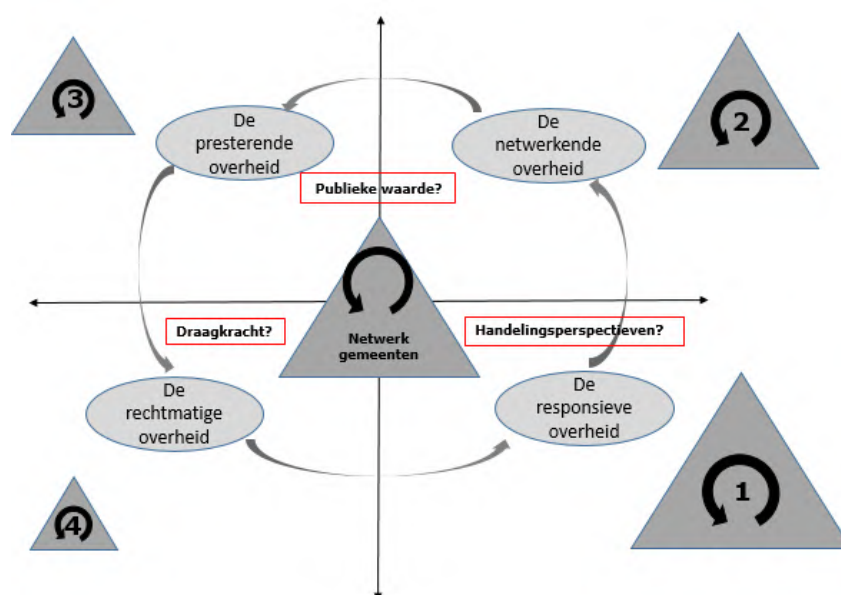 3
De
presterende
overheid
De
netwerkende
overheid
2
Publieke waarde?
Draagkracht?
Netwerk
gemeenten
Handelingsperspectieven?
De
rechtmatige
overheid
De
responsieve
overheid
4
1